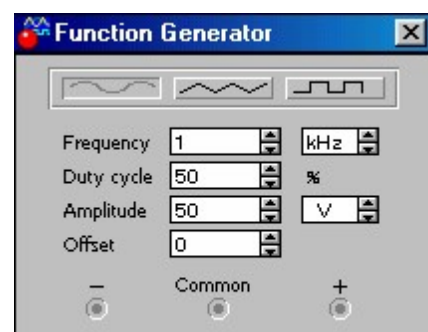 Function Generator
Frequency 1 kHz
Duty cycle 50 %
Amplitude 50 V
Offset 0
− Common +